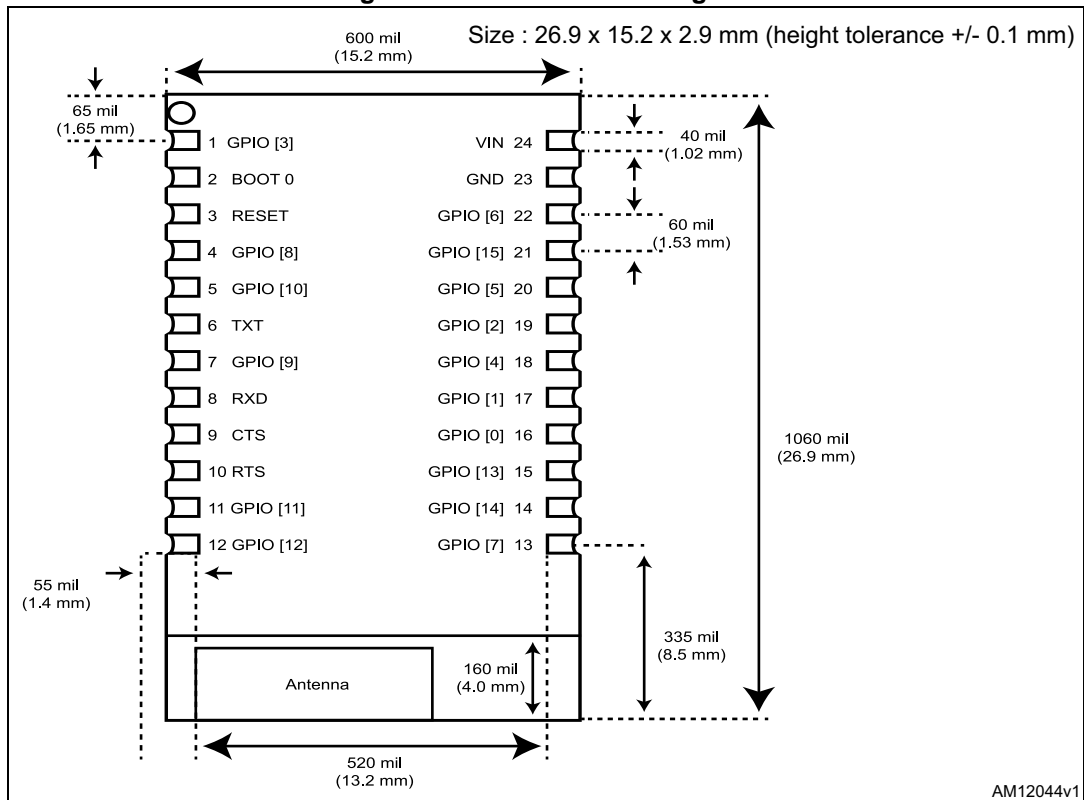 Size : 26.9 x 15.2 x 2.9 mm (height tolerance +/- 0.1 mm)
600 mil
(15.2 mm)
65 mil
(1.65 mm)
40 mil
(1.02 mm)
60 mil
(1.53 mm)
1 GPIO [3]
2 BOOT 0
3 RESET
4 GPIO [8]
5 GPIO [10]
6 TXT
7 GPIO [9]
8 RXD
9 CTS
10 RTS
11 GPIO [11]
12 GPIO [12]
VIN 24
GND 23
GPIO [6] 22
GPIO [15] 21
GPIO [5] 20
GPIO [2] 19
GPIO [4] 18
GPIO [1] 17
GPIO [0] 16
GPIO [13] 15
GPIO [14] 14
GPIO [7] 13
1060 mil
(26.9 mm)
55 mil
(1.4 mm)
335 mil
(8.5 mm)
160 mil
(4.0 mm)
Antenna
520 mil
(13.2 mm)
AM12044v1